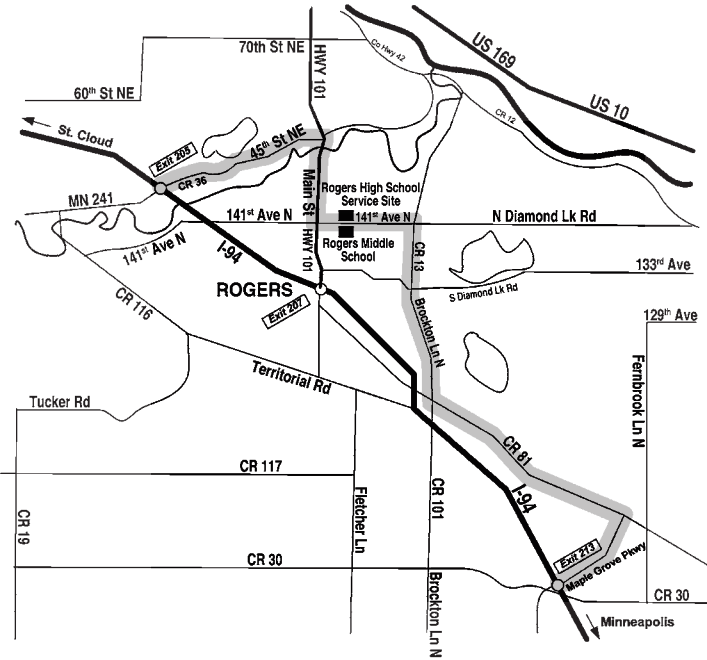 70th St NE
HWY 101
Co Hwy 42
US 169
US 10
60th St NE
CR 12
St. Cloud
Exit 205
45th St NE
CR 36
MN 241
Main St
Rogers High School
Service Site
141st Ave N
141st Ave N
N Diamond Lk Rd
Rogers Middle
School
HWY 101
141st Ave N
I-94
CR 13
133rd Ave
S Diamond Lk Rd
ROGERS
Exit 207
CR 116
Brockton Ln N
129th Ave
Territorial Rd
Fernbrook Ln N
Tucker Rd
CR 81
CR 117
I-94
CR 19
Fletcher Ln
CR 101
Exit 213
CR 30
Maple Grove Pkwy
Brockton Ln N
CR 30
Minneapolis